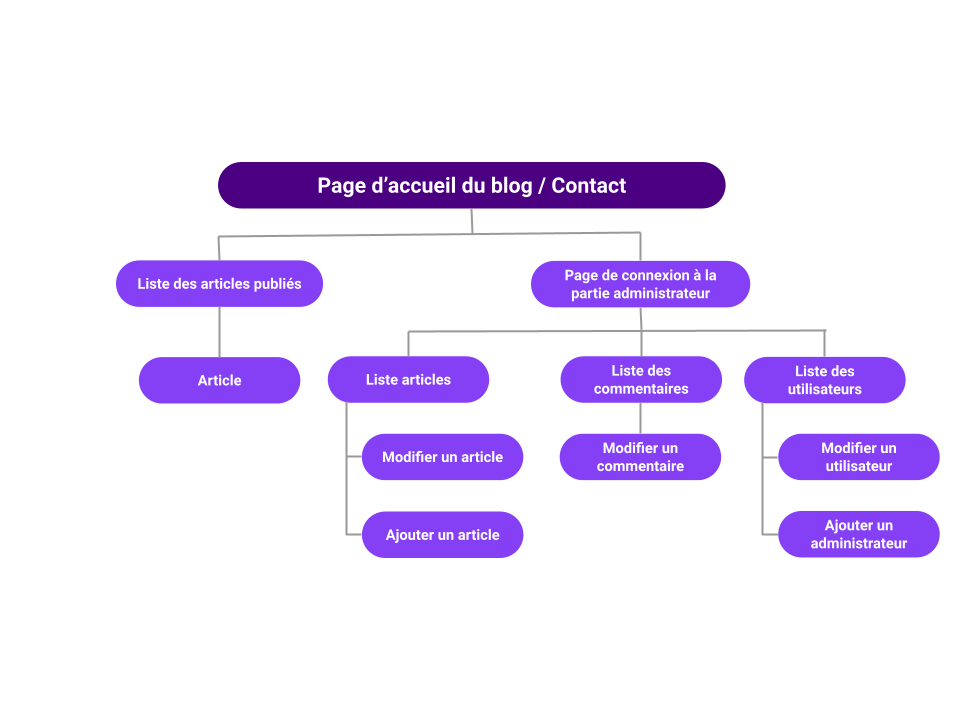 Page d’accueil du blog / Contact
Liste des articles publiés
Page de connexion à la
partie administrateur
Article
Liste articles
Liste des
commentaires
Liste des
utilisateurs
Modifier un article
Modifier un
commentaire
Modifier un
utilisateur
Ajouter un article
Ajouter un
administrateur